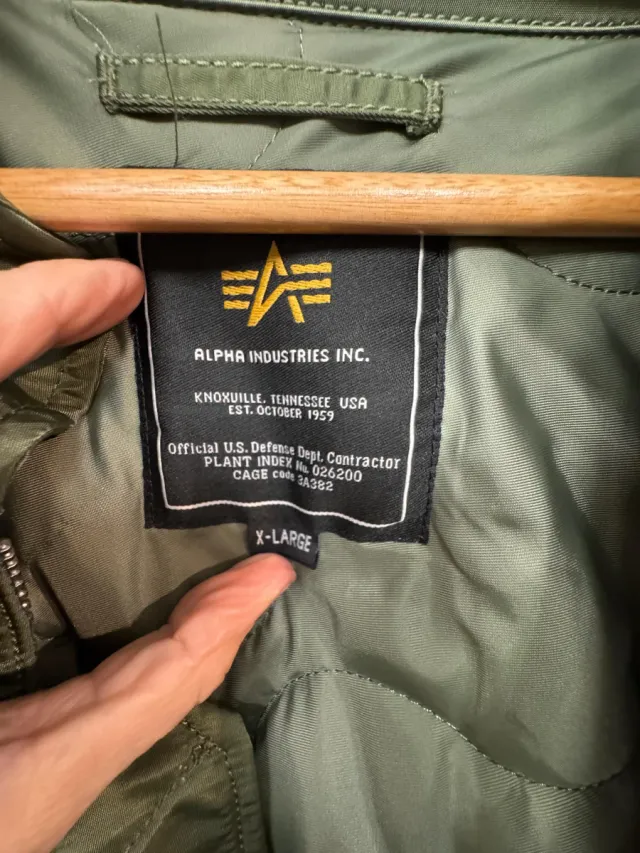 ALPHA INDUSTRIES INC.
KNOXVILLE, TENNESSEE USA
EST. OCTOBER 1959
Official U.S. Defense Dept. Contractor
PLANT INDEX No. 026200
CAGE code 3A382
X-LARGE